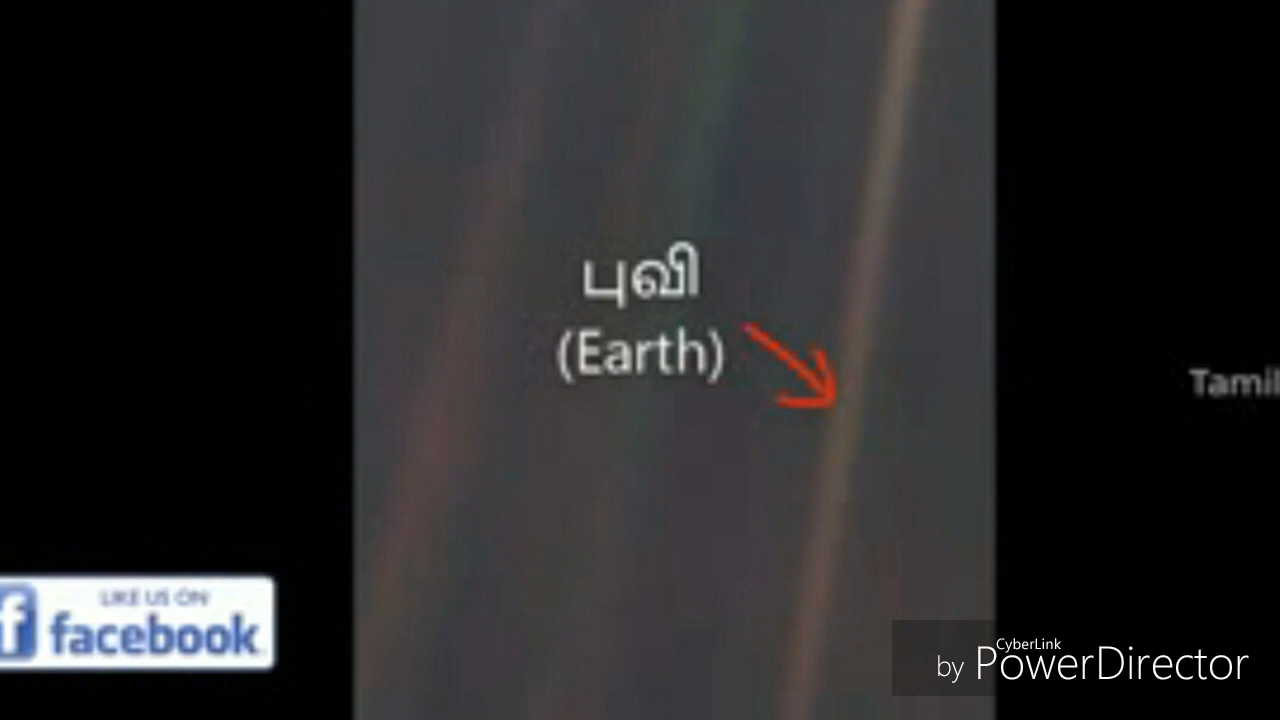 புவி
(Earth)
Tamil
LIKE US ON
f facebook
CyberLink
by PowerDirector